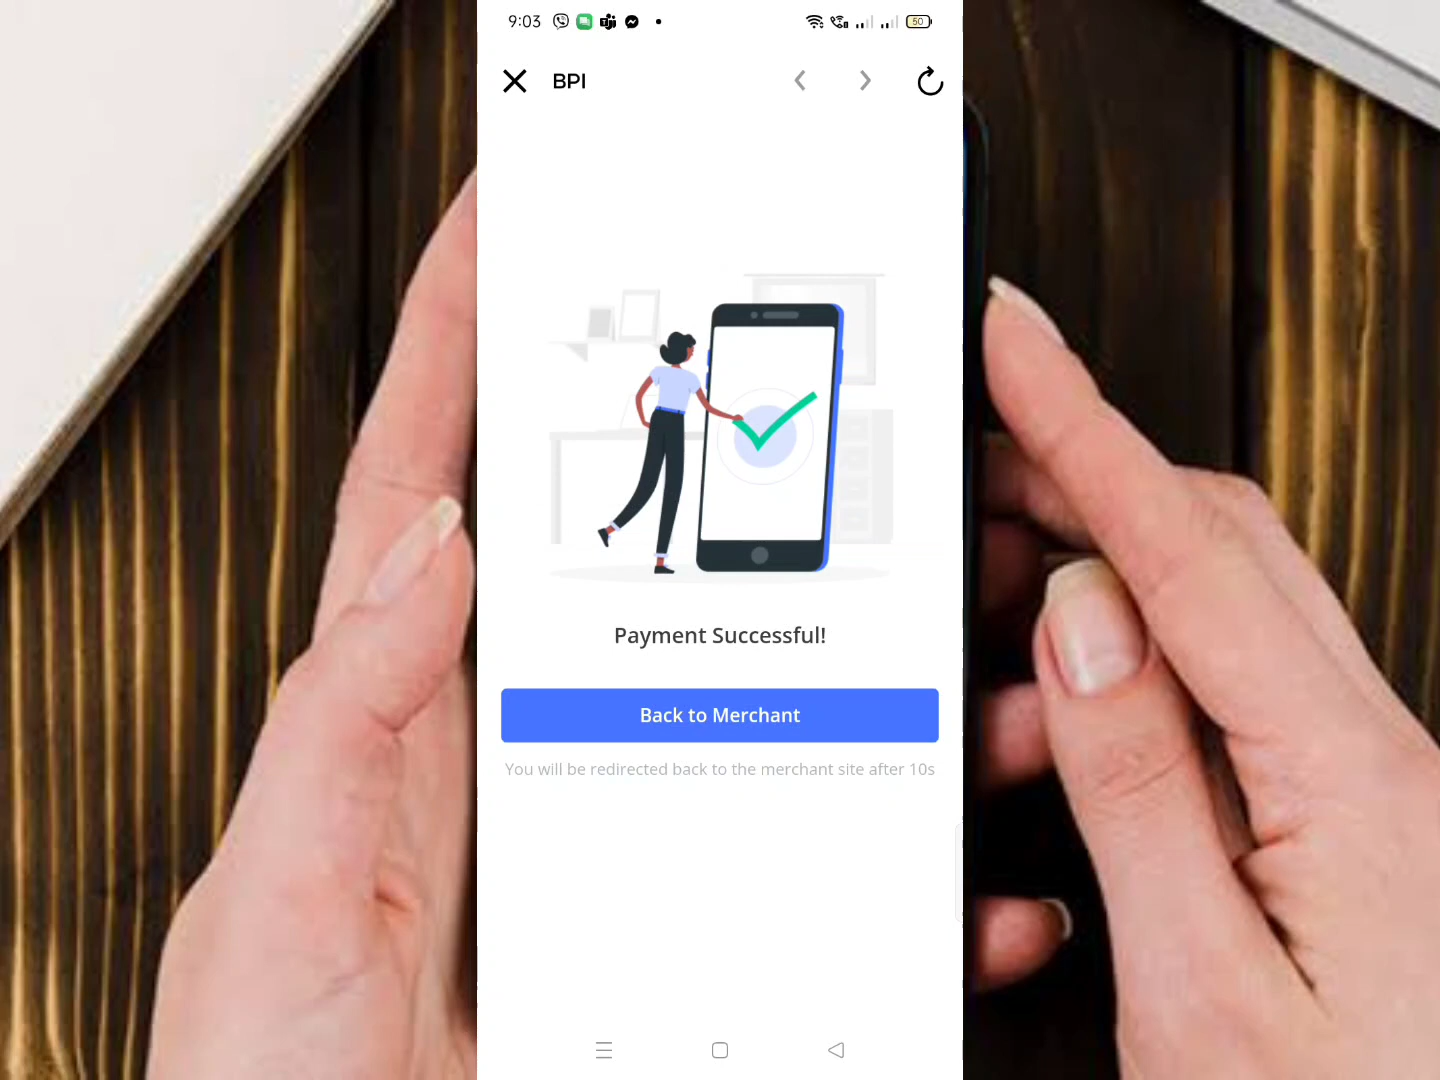 9:03
50
BPI
Payment Successful!
Back to Merchant
You will be redirected back to the merchant site after 10s